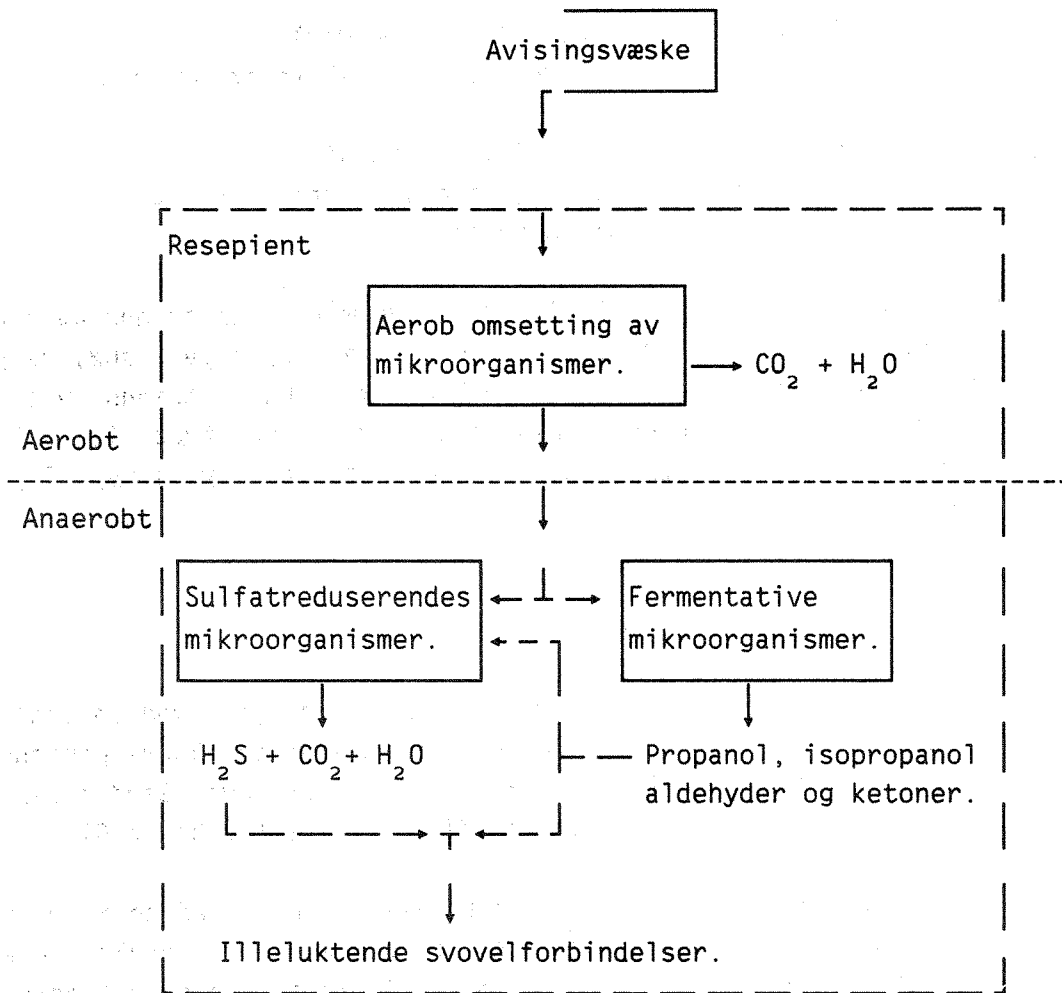 Avisingsvæske
Resepient
Aerob omsetting av
mikroorganismer.
CO₂ + H₂O
Aerobt
Anaerobt
Sulfatreduserendes
mikroorganismer.
Fermentative
mikroorganismer.
H₂S + CO₂+ H₂O
Propanol, isopropanol
aldehyder og ketoner.
Illeluktende svovelforbindelser.